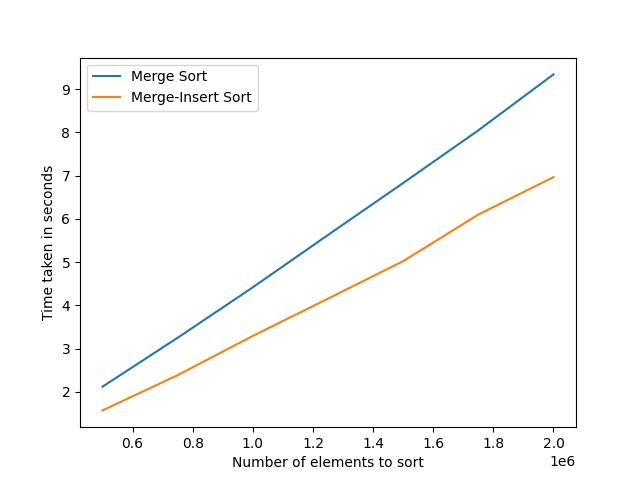 Merge Sort
Merge-Insert Sort
9
8
7
6
5
4
3
2
Time taken in seconds
0.6 0.8 1.0 1.2 1.4 1.6 1.8 2.0
1e6
Number of elements to sort